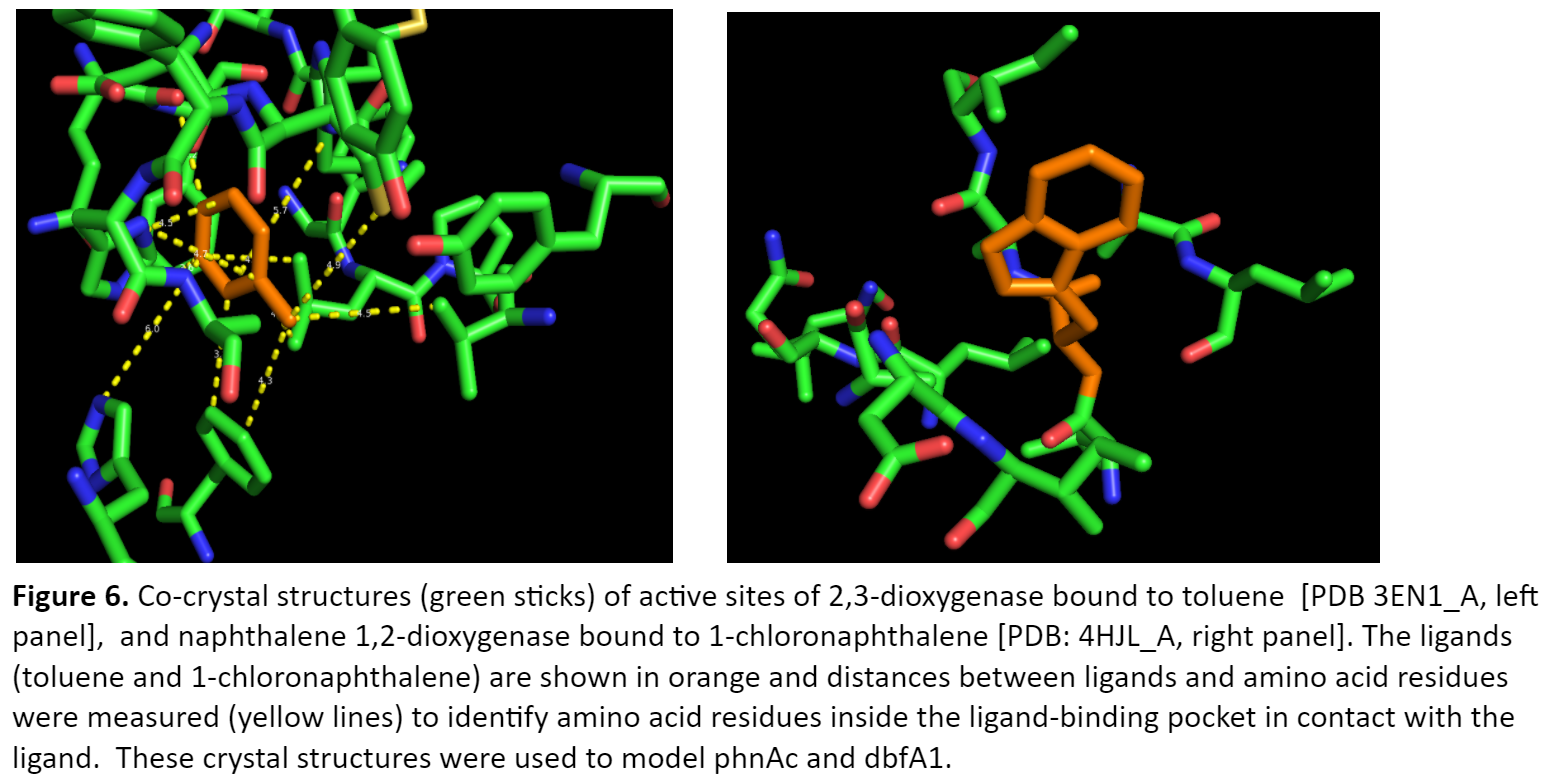 4.5
5.7
4.7
4.9
4.5
6.0
3
4.3
Figure 6. Co-crystal structures (green sticks) of active sites of 2,3-dioxygenase bound to toluene [PDB 3EN1_A, left
panel], and naphthalene 1,2-dioxygenase bound to 1-chloronaphthalene [PDB: 4HJL_A, right panel]. The ligands
(toluene and 1-chloronaphthalene) are shown in orange and distances between ligands and amino acid residues
were measured (yellow lines) to identify amino acid residues inside the ligand-binding pocket in contact with the
ligand. These crystal structures were used to model phnAc and dbfA1.